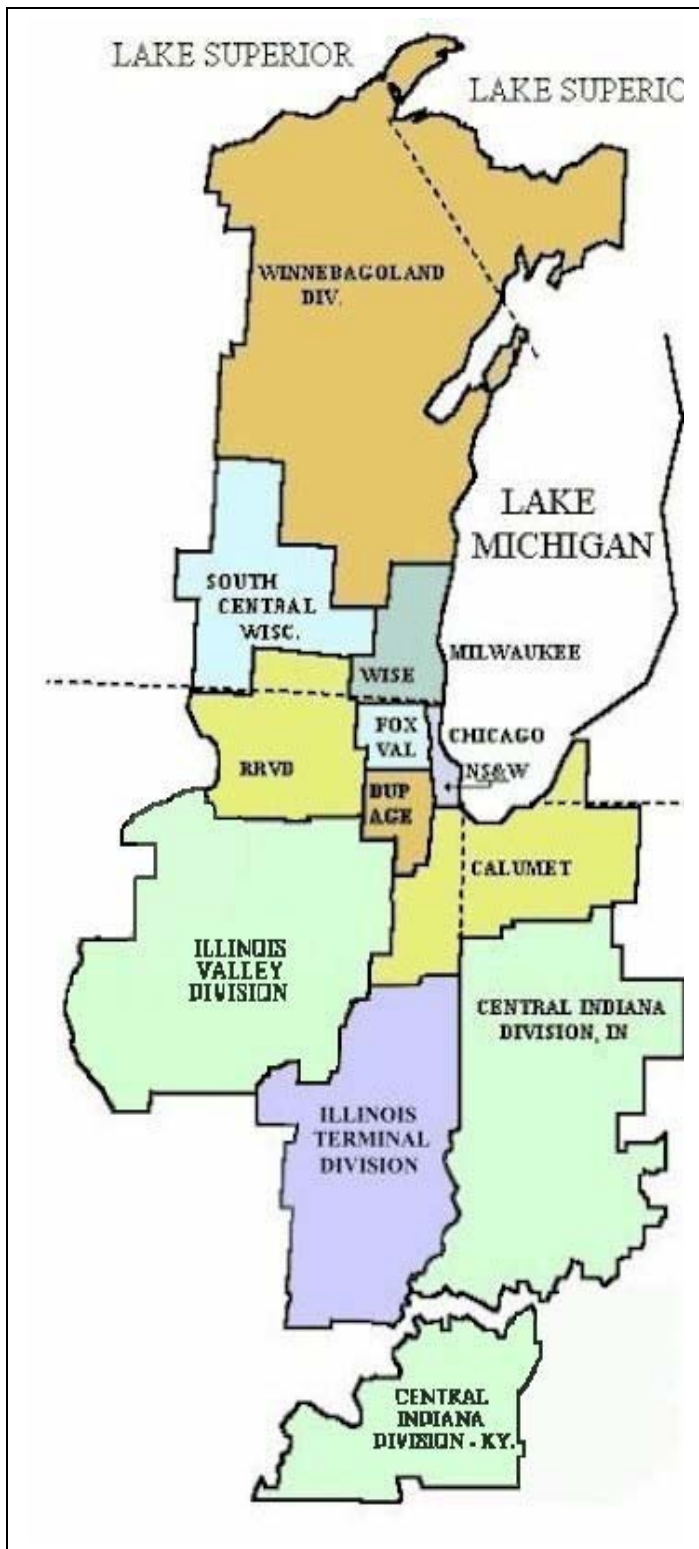 LAKE SUPERIOR
LAKE SUPERIO
WINNEBAGOLAND
DIV.
LAKE
MICHIGAN
SOUTH
CENTRAL
WISC.
WISE
MILWAUKEE
FOX
VAL
CHICAGO
NS&W
RRVD
DUP
AGE
CALUMET
ILLINOIS
VALLEY
DIVISION
CENTRAL INDIANA
DIVISION, IN
ILLINOIS
TERMINAL
DIVISION
CENTRAL
INDIANA
DIVISION - KY.